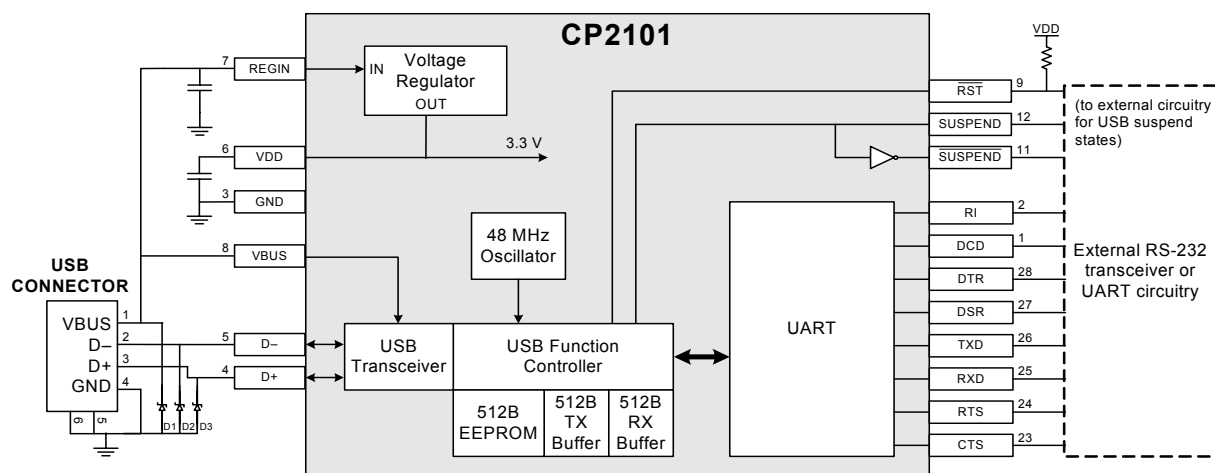 CP2101
7
REGIN
IN
Voltage
Regulator
OUT
6
VDD
3.3 V
3
GND
48 MHz
Oscillator
8
VBUS
USB
CONNECTOR
VBUS
D–
D+
GND
1
2
3
4
6
5
D1
D2
D3
5
D–
4
D+
USB
Transceiver
USB Function
Controller
512B
EEPROM
512B
TX
Buffer
512B
RX
Buffer
UART
VDD
RST
9
SUSPEND
12
SUSPEND
11
(to external circuitry
for USB suspend
states)
RI
2
DCD
1
DTR
28
DSR
27
TXD
26
RXD
25
RTS
24
CTS
23
External RS-232
transceiver or
UART circuitry